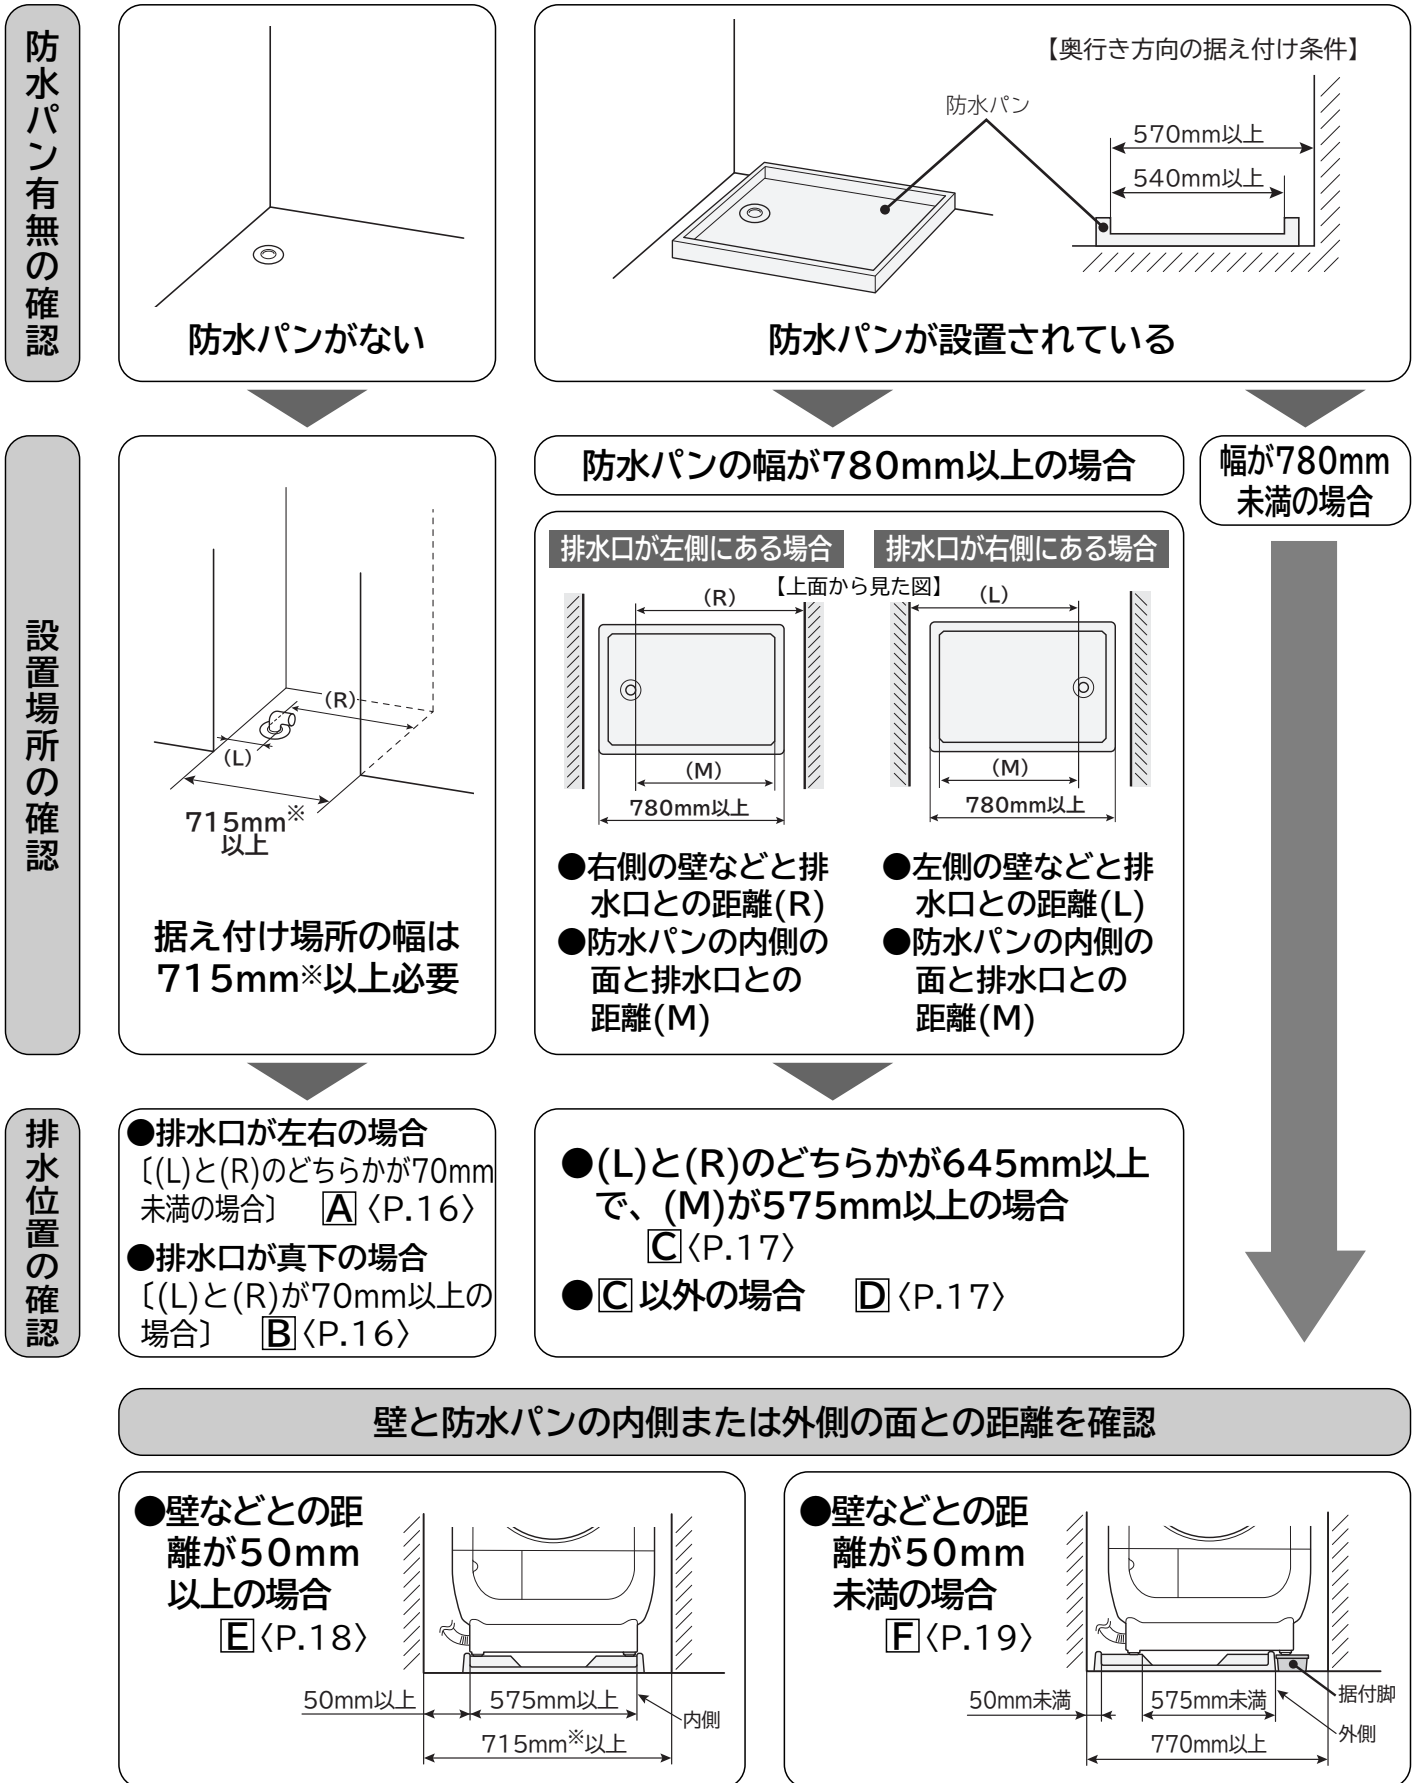 防水パン有無の確認
防水パンがない
【奥行き方向の据え付け条件】
防水パン
570mm以上
540mm以上
防水パンが設置されている
設置場所の確認
(R)
(L)
715mm※
以上
据え付け場所の幅は
715mm※以上必要
防水パンの幅が780mm以上の場合
排水口が左側にある場合
排水口が右側にある場合
【上面から見た図】
(R)
(L)
(M)
(M)
780mm以上
780mm以上
●右側の壁などと排
水口との距離(R)
●防水パンの内側の
面と排水口との
距離(M)
●左側の壁などと排
水口との距離(L)
●防水パンの内側の
面と排水口との
距離(M)
幅が780mm
未満の場合
排水位置の確認
●排水口が左右の場合
〔(L)と(R)のどちらかが70mm
未満の場合〕 A〈P.16〉
●排水口が真下の場合
〔(L)と(R)が70mm以上の
場合〕 B〈P.16〉
●(L)と(R)のどちらかが645mm以上
で、(M)が575mm以上の場合
C〈P.17〉
●C以外の場合 D〈P.17〉
壁と防水パンの内側または外側の面との距離を確認
●壁などとの距
離が50mm
以上の場合
E〈P.18〉
50mm以上
575mm以上
内側
715mm※以上
●壁などとの距
離が50mm
未満の場合
F〈P.19〉
50mm未満
575mm未満
据付脚
外側
770mm以上